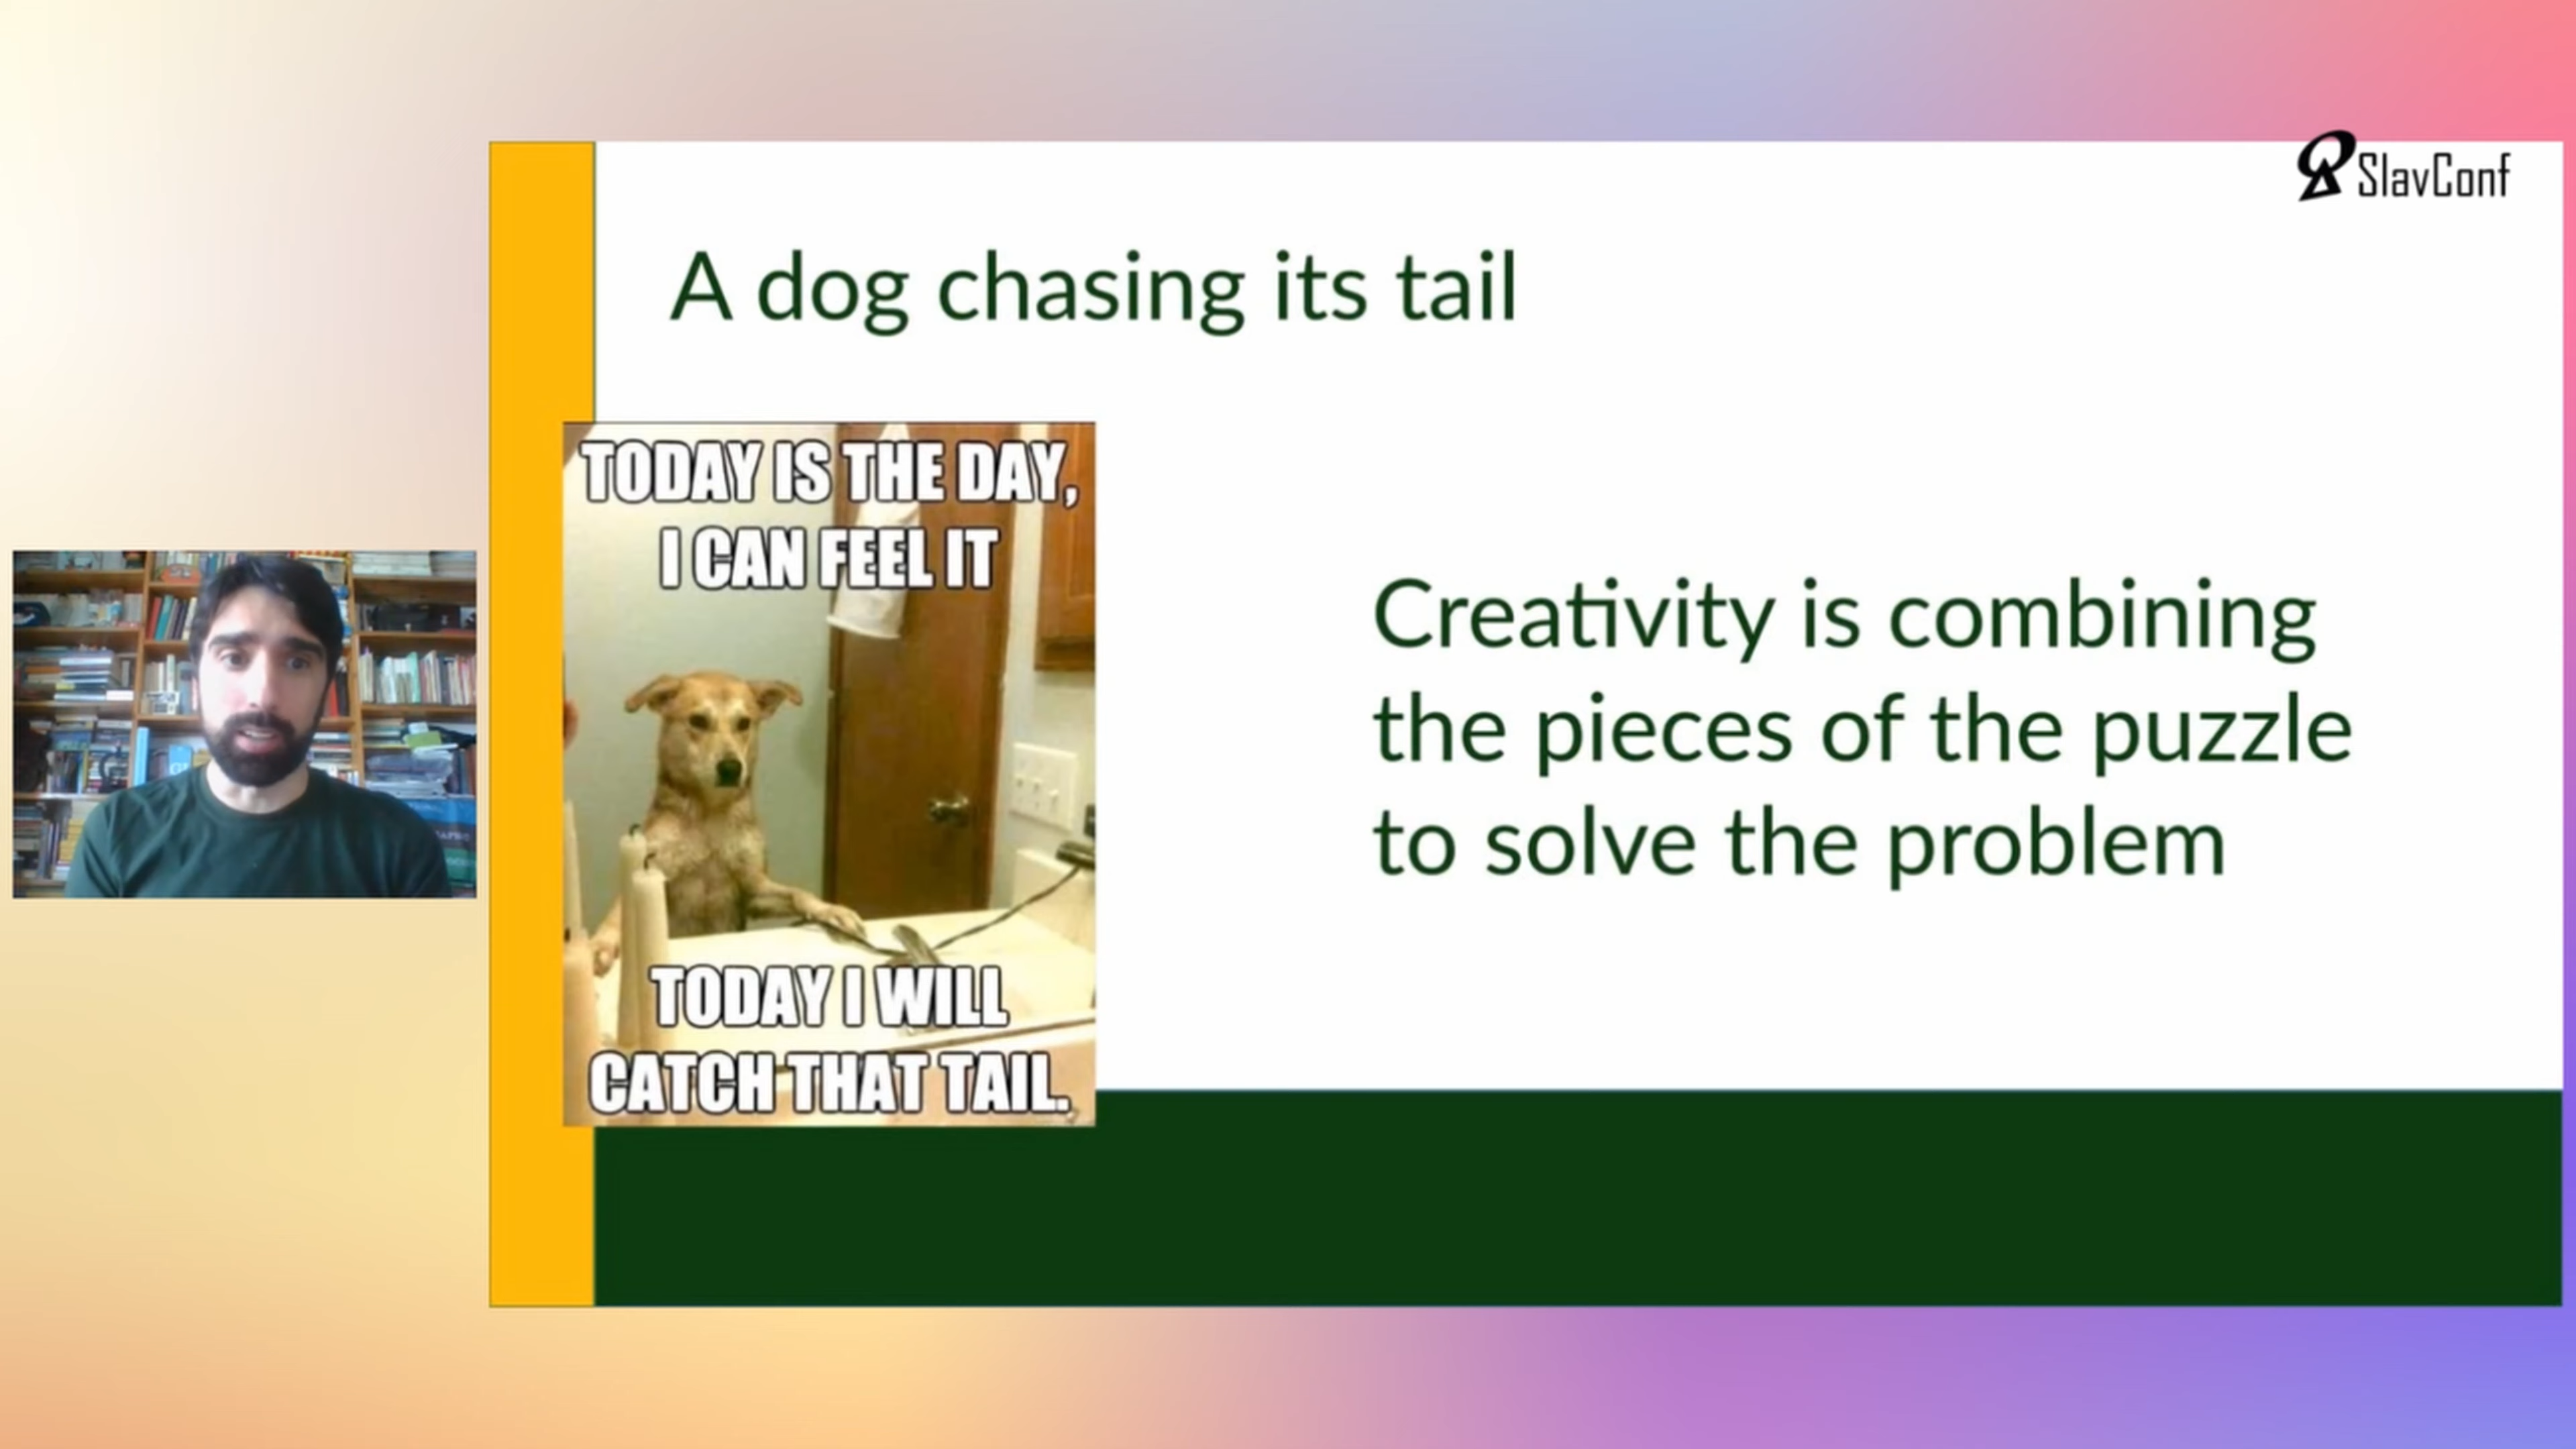 SlavConf
A dog chasing its tail
TODAY IS THE DAY,
I CAN FEEL IT
TODAY I WILL
CATCH THAT TAIL.
Creativity is combining
the pieces of the puzzle
to solve the problem